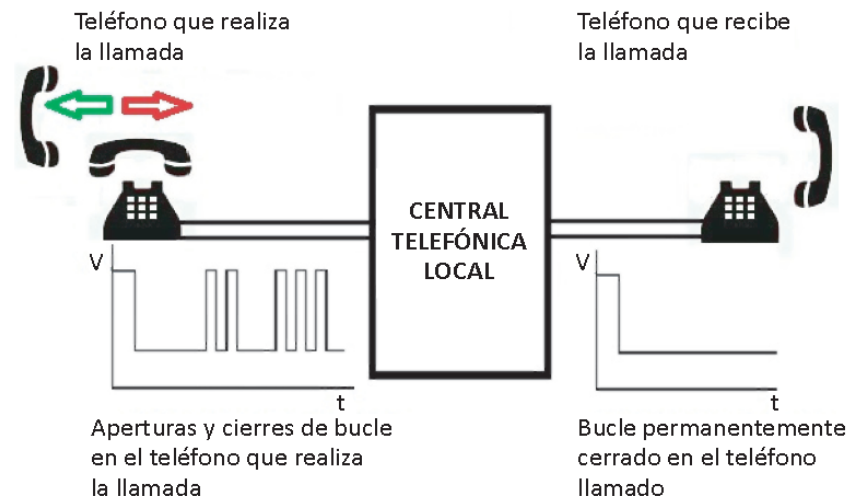 Teléfono que realiza
la llamada
Teléfono que recibe
la llamada
CENTRAL
TELEFÓNICA
LOCAL
V
t
V
t
Aperturas y cierres de bucle
en el teléfono que realiza
la llamada
Bucle permanentemente
cerrado en el teléfono
llamado